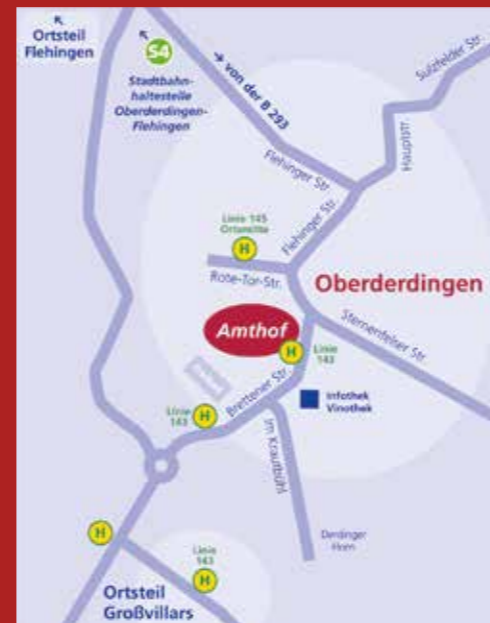 Ortsteil
Flehingen
S4
Stadtbahn-
haltestelle
Oberderdingen-
Flehingen
von der B 293
Sulzfelder Str.
Hauptstr.
Flehinger Str.
Flehinger Str.
Linie 145
Ortsmitte
H
Rote-Tor-Str.
Oberderdingen
Sternenfelser Str.
Amthof
H
Linie
143
Brettener Str.
Infothek
Vinothek
Linie
143
H
Im Krautbühl
Derdinger
Horn
H
Linie
143
H
Ortsteil
Großvillars